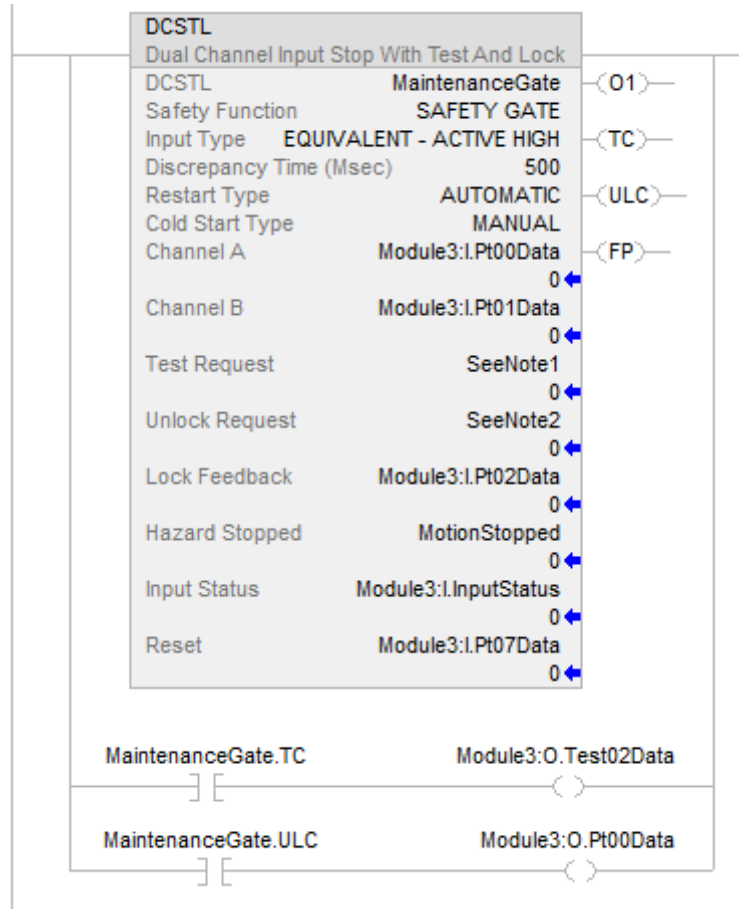 DCSTL
Dual Channel Input Stop With Test And Lock
DCSTL MaintenanceGate (O1)
Safety Function SAFETY GATE
Input Type EQUIVALENT - ACTIVE HIGH (TC)
Discrepancy Time (Msec) 500
Restart Type AUTOMATIC (ULC)
Cold Start Type MANUAL
Channel A Module3:I.Pt00Data (FP)
0
Channel B Module3:I.Pt01Data
0
Test Request SeeNote1
0
Unlock Request SeeNote2
0
Lock Feedback Module3:I.Pt02Data
0
Hazard Stopped MotionStopped
0
Input Status Module3:I.InputStatus
0
Reset Module3:I.Pt07Data
0
MaintenanceGate.TC Module3:O.Test02Data
MaintenanceGate.ULC Module3:O.Pt00Data